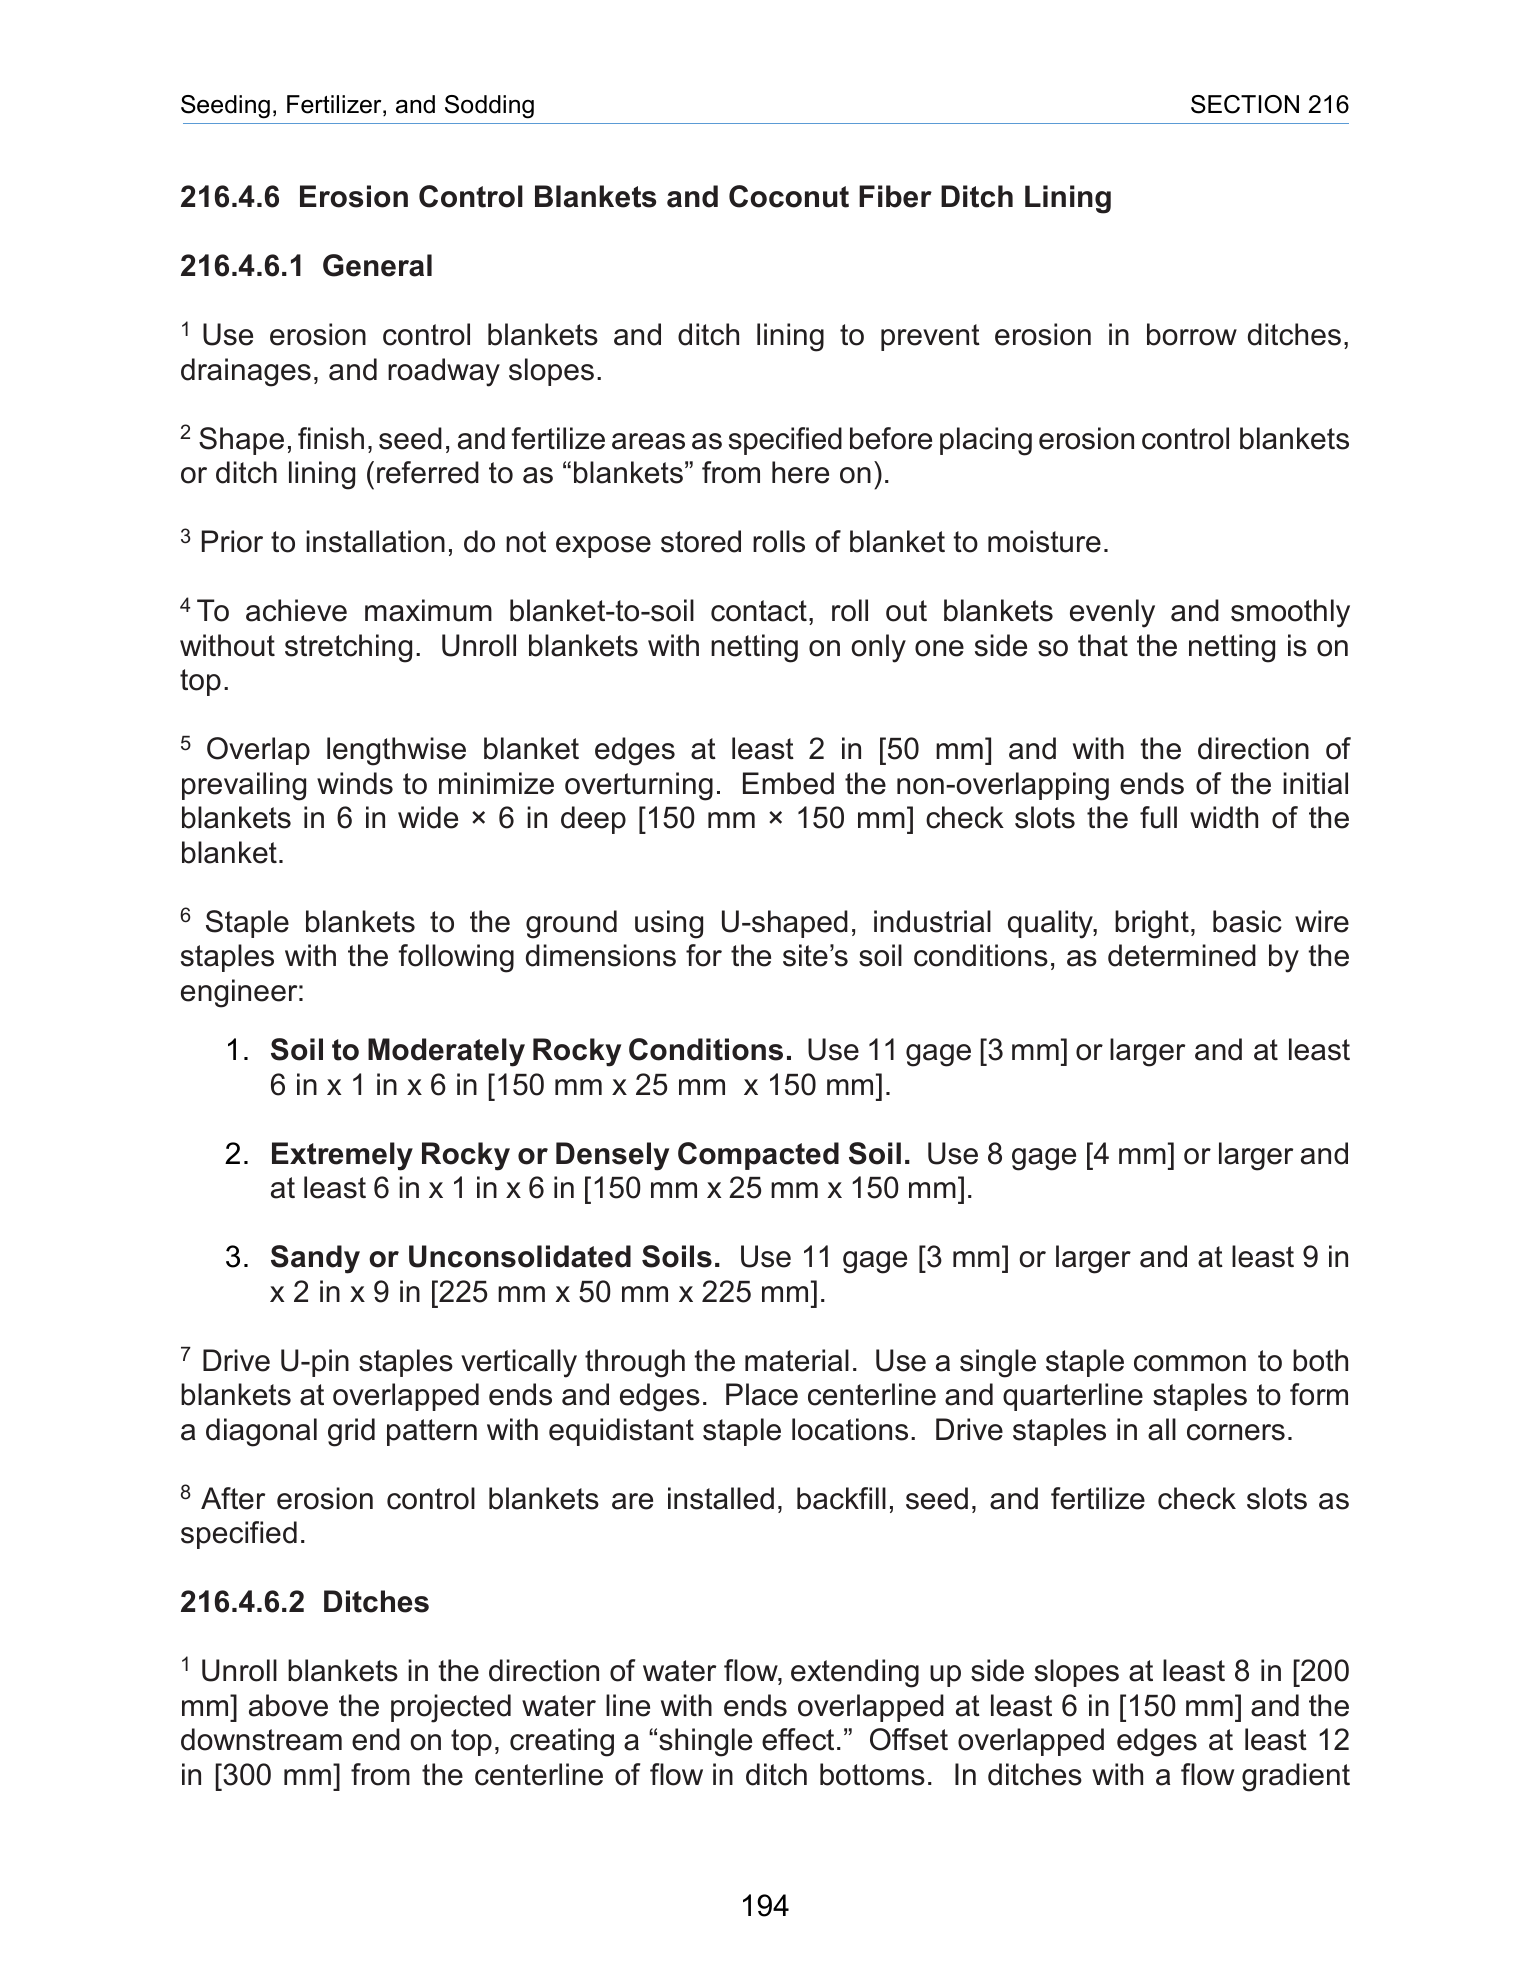 Seeding, Fertilizer, and Sodding SECTION 216
216.4.6 Erosion Control Blankets and Coconut Fiber Ditch Lining
216.4.6.1 General
1 Use erosion control blankets and ditch lining to prevent erosion in borrow ditches,
drainages, and roadway slopes.
2 Shape, finish, seed, and fertilize areas as specified before placing erosion control blankets
or ditch lining (referred to as “blankets” from here on).
3 Prior to installation, do not expose stored rolls of blanket to moisture.
4 To achieve maximum blanket-to-soil contact, roll out blankets evenly and smoothly
without stretching. Unroll blankets with netting on only one side so that the netting is on
top.
5 Overlap lengthwise blanket edges at least 2 in [50 mm] and with the direction of
prevailing winds to minimize overturning. Embed the non-overlapping ends of the initial
blankets in 6 in wide × 6 in deep [150 mm × 150 mm] check slots the full width of the
blanket.
6 Staple blankets to the ground using U-shaped, industrial quality, bright, basic wire
staples with the following dimensions for the site’s soil conditions, as determined by the
engineer:
1. Soil to Moderately Rocky Conditions. Use 11 gage [3 mm] or larger and at least
6 in x 1 in x 6 in [150 mm x 25 mm x 150 mm].
2. Extremely Rocky or Densely Compacted Soil. Use 8 gage [4 mm] or larger and
at least 6 in x 1 in x 6 in [150 mm x 25 mm x 150 mm].
3. Sandy or Unconsolidated Soils. Use 11 gage [3 mm] or larger and at least 9 in
x 2 in x 9 in [225 mm x 50 mm x 225 mm].
7 Drive U-pin staples vertically through the material. Use a single staple common to both
blankets at overlapped ends and edges. Place centerline and quarterline staples to form
a diagonal grid pattern with equidistant staple locations. Drive staples in all corners.
8 After erosion control blankets are installed, backfill, seed, and fertilize check slots as
specified.
216.4.6.2 Ditches
1 Unroll blankets in the direction of water flow, extending up side slopes at least 8 in [200
mm] above the projected water line with ends overlapped at least 6 in [150 mm] and the
downstream end on top, creating a “shingle effect.” Offset overlapped edges at least 12
in [300 mm] from the centerline of flow in ditch bottoms. In ditches with a flow gradient
194